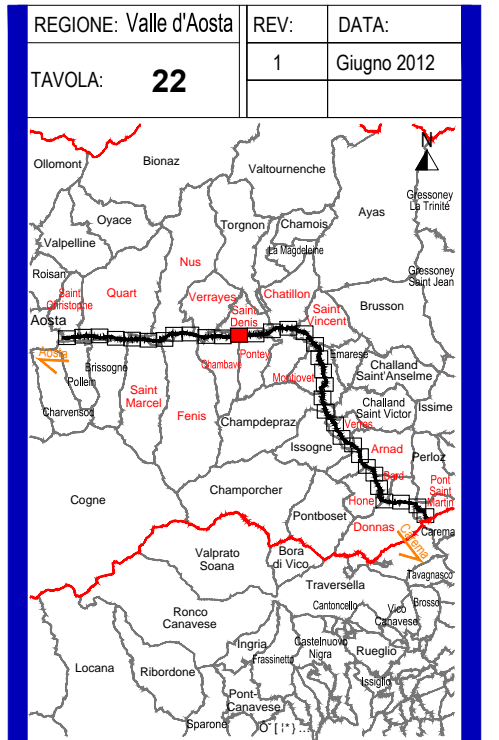 REGIONE: Valle d'Aosta
REV:
DATA:
TAVOLA: 22
1
Giugno 2012
N
Ollomont
Bionaz
Valtournenche
Ayas
Gressoney
La Trinité
Oyace
Torgnon
Chamois
Valpelline
La Magdeleine
Nus
Roisan
Gressoney
Saint Jean
Saint
Christophe
Quart
Verrayes
Chatillon
Saint
Denis
Saint
Vincent
Brusson
Aosta
Aosta
Brissogne
Chambave
Pontey
Emarese
Challand
Saint'Anselme
Pollein
Saint
Marcel
Montjovet
Charvensod
Fenis
Champdepraz
Challand
Saint Victor
Issime
Verres
Issogne
Arnad
Perloz
Bard
Pont
Saint
Martin
Cogne
Champorcher
Hone
Pontboset
Donnas
Carema
Carema
Valprato
Soana
Bora
di Vico
Traversella
Tavagnasco
Ronco
Canavese
Cantoncello
Vico
Canavese
Brosso
Ingria
Castelnuovo
Nigra
Rueglio
Frassinetto
Locana
Ribordone
Issiglio
Pont-
Canavese
Sparone